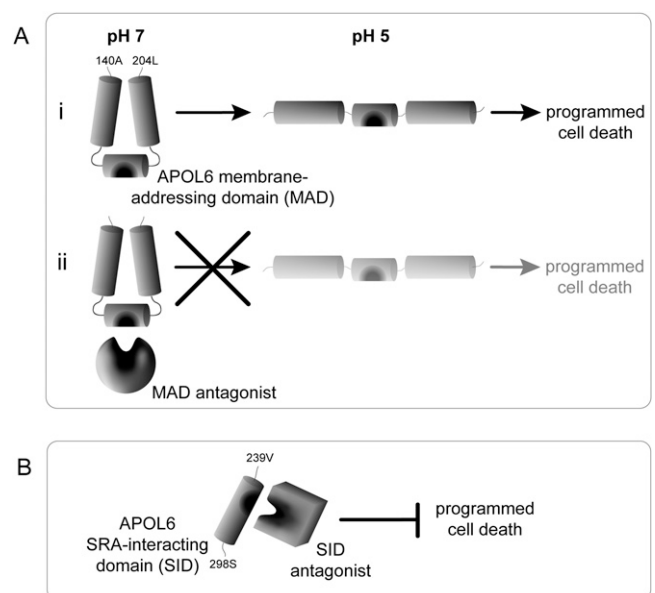 A
pH 7
pH 5
140A 204L
i
programmed
cell death
APOL6 membrane-
addressing domain (MAD)
ii
programmed
cell death
MAD antagonist
B
239V
APOL6
SRA-interacting
domain (SID)
298S
SID
antagonist
programmed
cell death